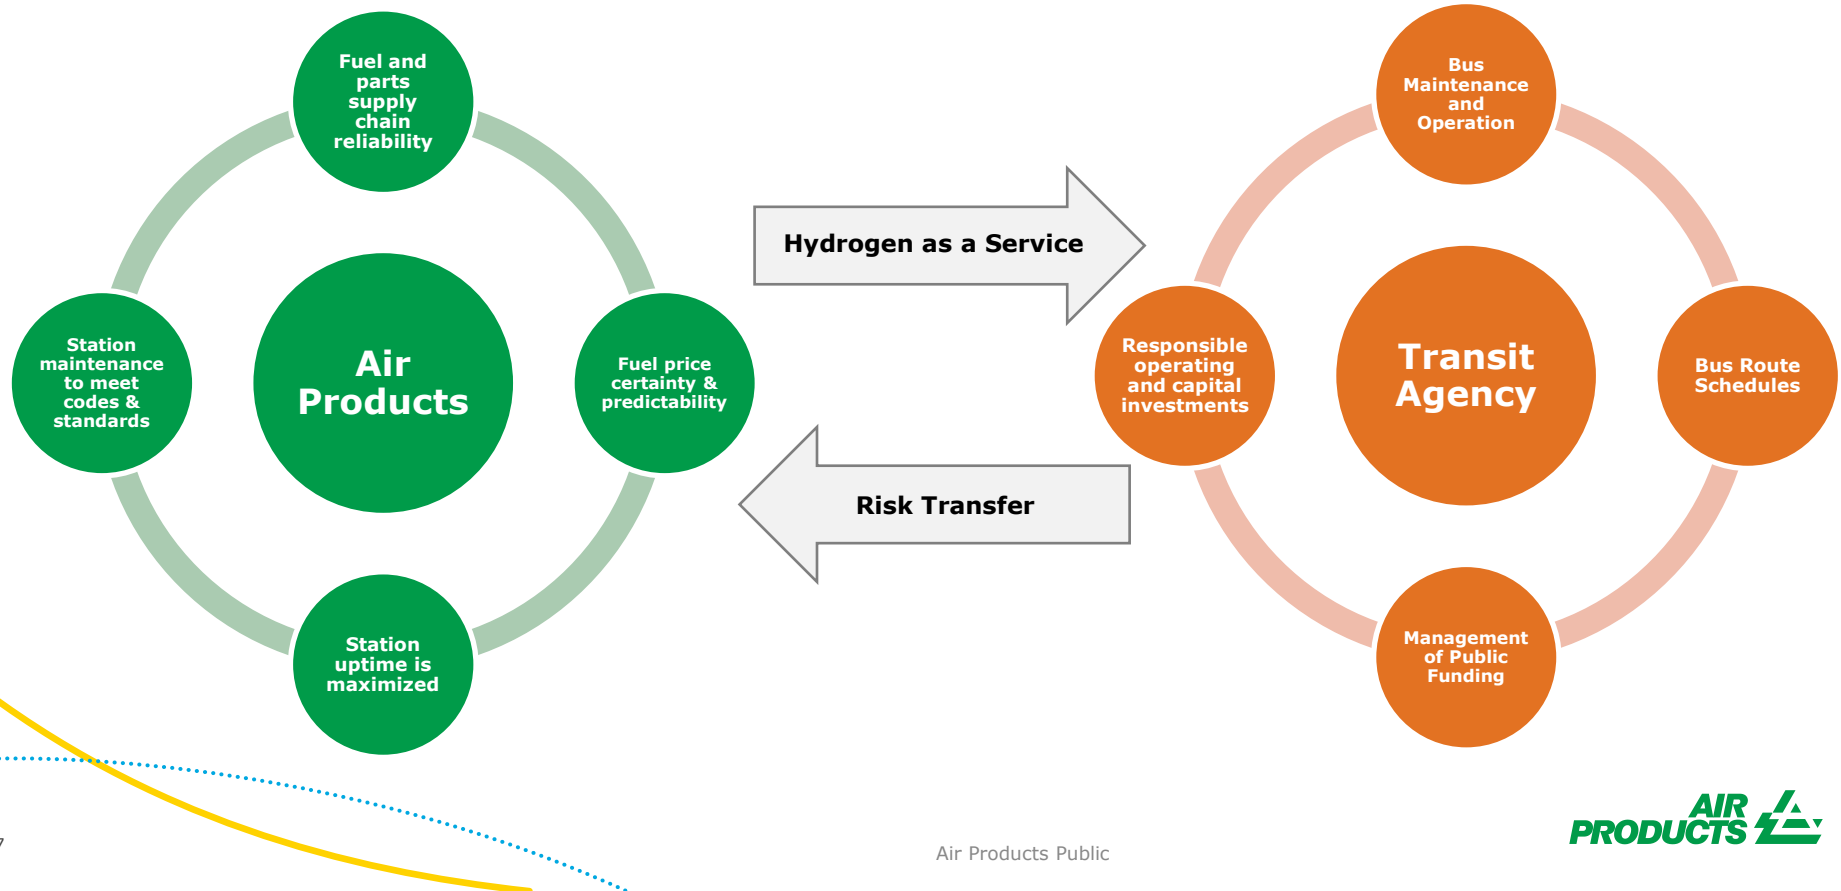 Fuel and
parts
supply
chain
reliability
Station
maintenance
to meet
codes &
standards
Air
Products
Fuel price
certainty &
predictability
Station
uptime is
maximized
Hydrogen as a Service
Risk Transfer
Bus
Maintenance
and
Operation
Responsible
operating
and capital
investments
Transit
Agency
Bus Route
Schedules
Management
of Public
Funding
7
Air Products Public
AIR
PRODUCTS